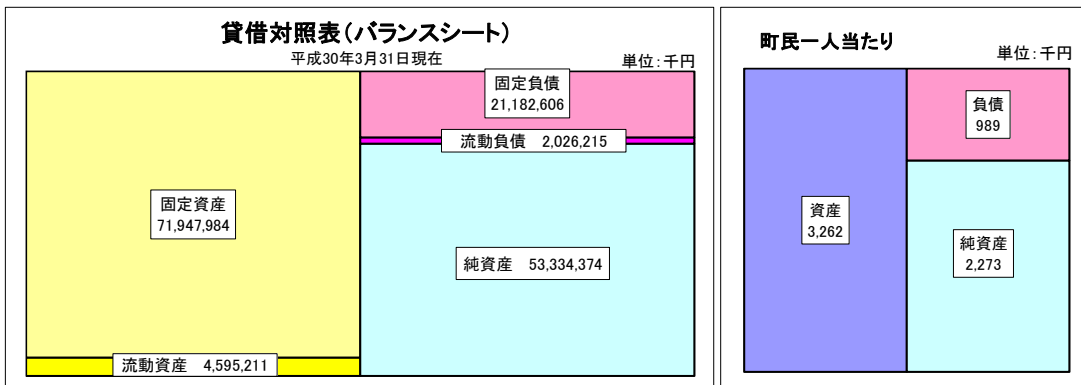 貸借対照表(バランスシート)
平成30年3月31日現在
単位:千円
固定負債
21,182,606
流動負債 2,026,215
固定資産
71,947,984
純資産 53,334,374
流動資産 4,595,211
町民一人当たり
単位:千円
負債
989
資産
3,262
純資産
2,273